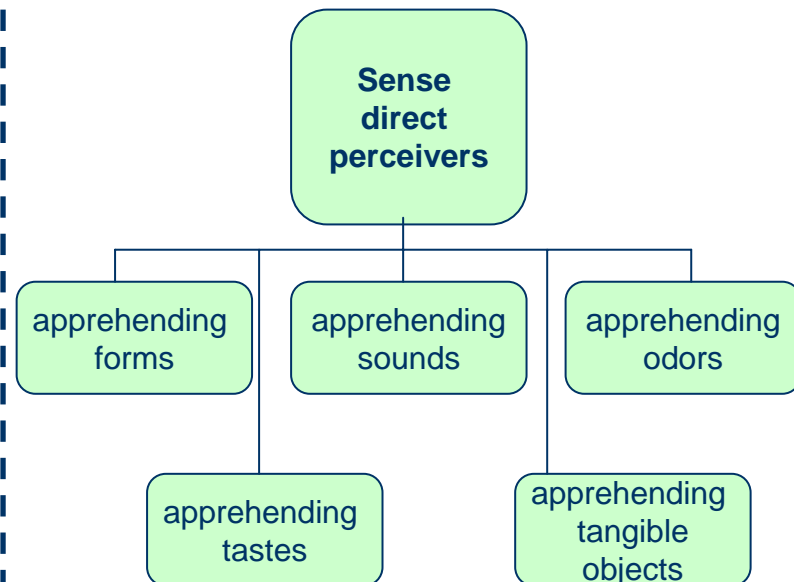 Sense
direct
perceivers
apprehending
forms
apprehending
sounds
apprehending
odors
apprehending
tastes
apprehending
tangible
objects